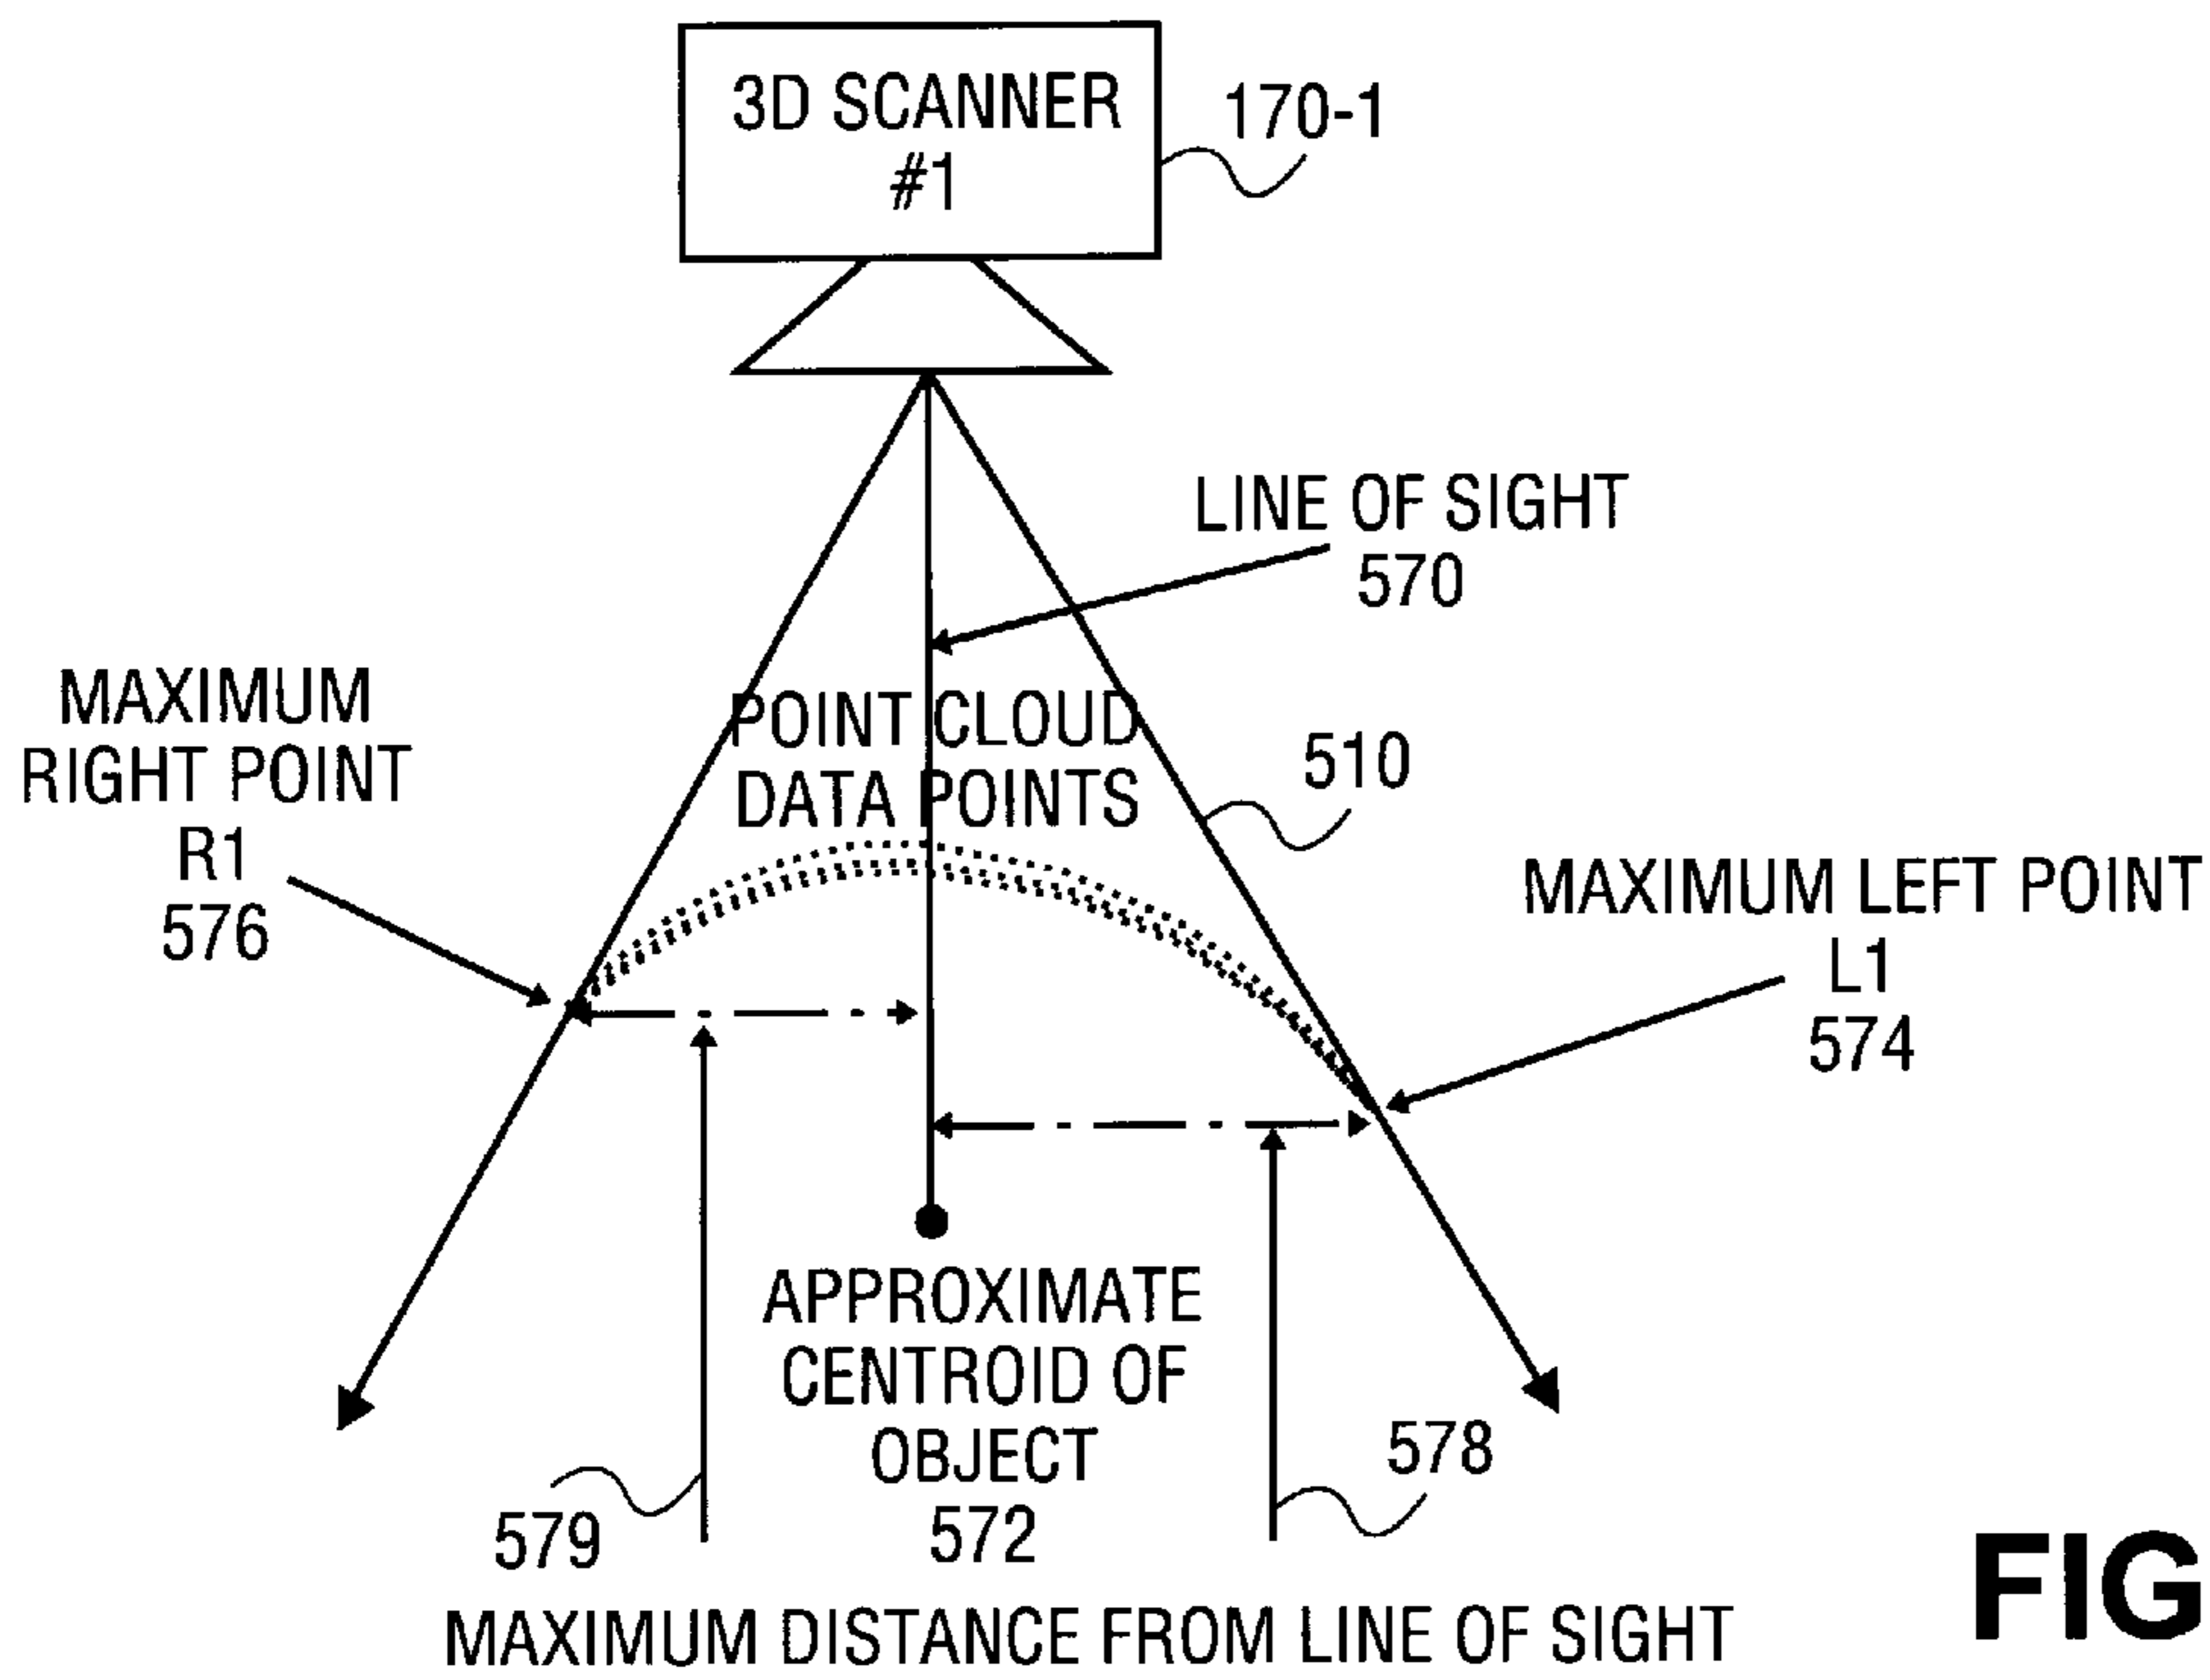 3D SCANNER
#1
170-1
LINE OF SIGHT
570
MAXIMUM
RIGHT POINT
R1
576
POINT CLOUD
DATA POINTS
510
MAXIMUM LEFT POINT
L1
574
APPROXIMATE
CENTROID OF
OBJECT
572
578
579
MAXIMUM DISTANCE FROM LINE OF SIGHT
FIG